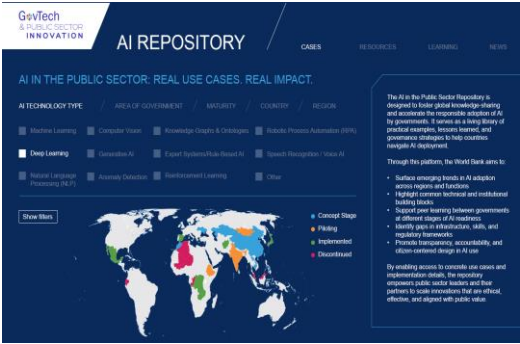 GovTech
& PUBLIC SECTOR
INNOVATION
AI REPOSITORY
CASES
RESOURCES
LEARNING
NEWS
AI IN THE PUBLIC SECTOR: REAL USE CASES. REAL IMPACT.
AI TECHNOLOGY TYPE / AREA OF GOVERNMENT / MATURITY / COUNTRY / REGION
Machine Learning
Computer Vision
Knowledge Graphs & Ontologies
Robotic Process Automation (RPA)
Deep Learning
Generative AI
Expert Systems/Rule-Based AI
Speech Recognition / Voice AI
Natural Language
Processing (NLP)
Anomaly Detection
Reinforcement Learning
Other
Show filters
Concept Stage
Piloting
Implemented
Discontinued
The AI in the Public Sector Repository is
designed to foster global knowledge-sharing
and accelerate the responsible adoption of AI
by governments. It serves as a living library of
practical examples, lessons learned, and
governance strategies to help countries
navigate AI deployment.
Through this platform, the World Bank aims to:
• Surface emerging trends in AI adoption
across regions and functions
• Highlight common technical and institutional
building blocks
• Support peer learning between governments
at different stages of AI readiness
• Identify gaps in infrastructure, skills, and
regulatory frameworks
• Promote transparency, accountability, and
citizen-centered design in AI use
By enabling access to concrete use cases and
implementation details, the repository
empowers public sector leaders and their
partners to scale innovations that are ethical,
effective, and aligned with public value.